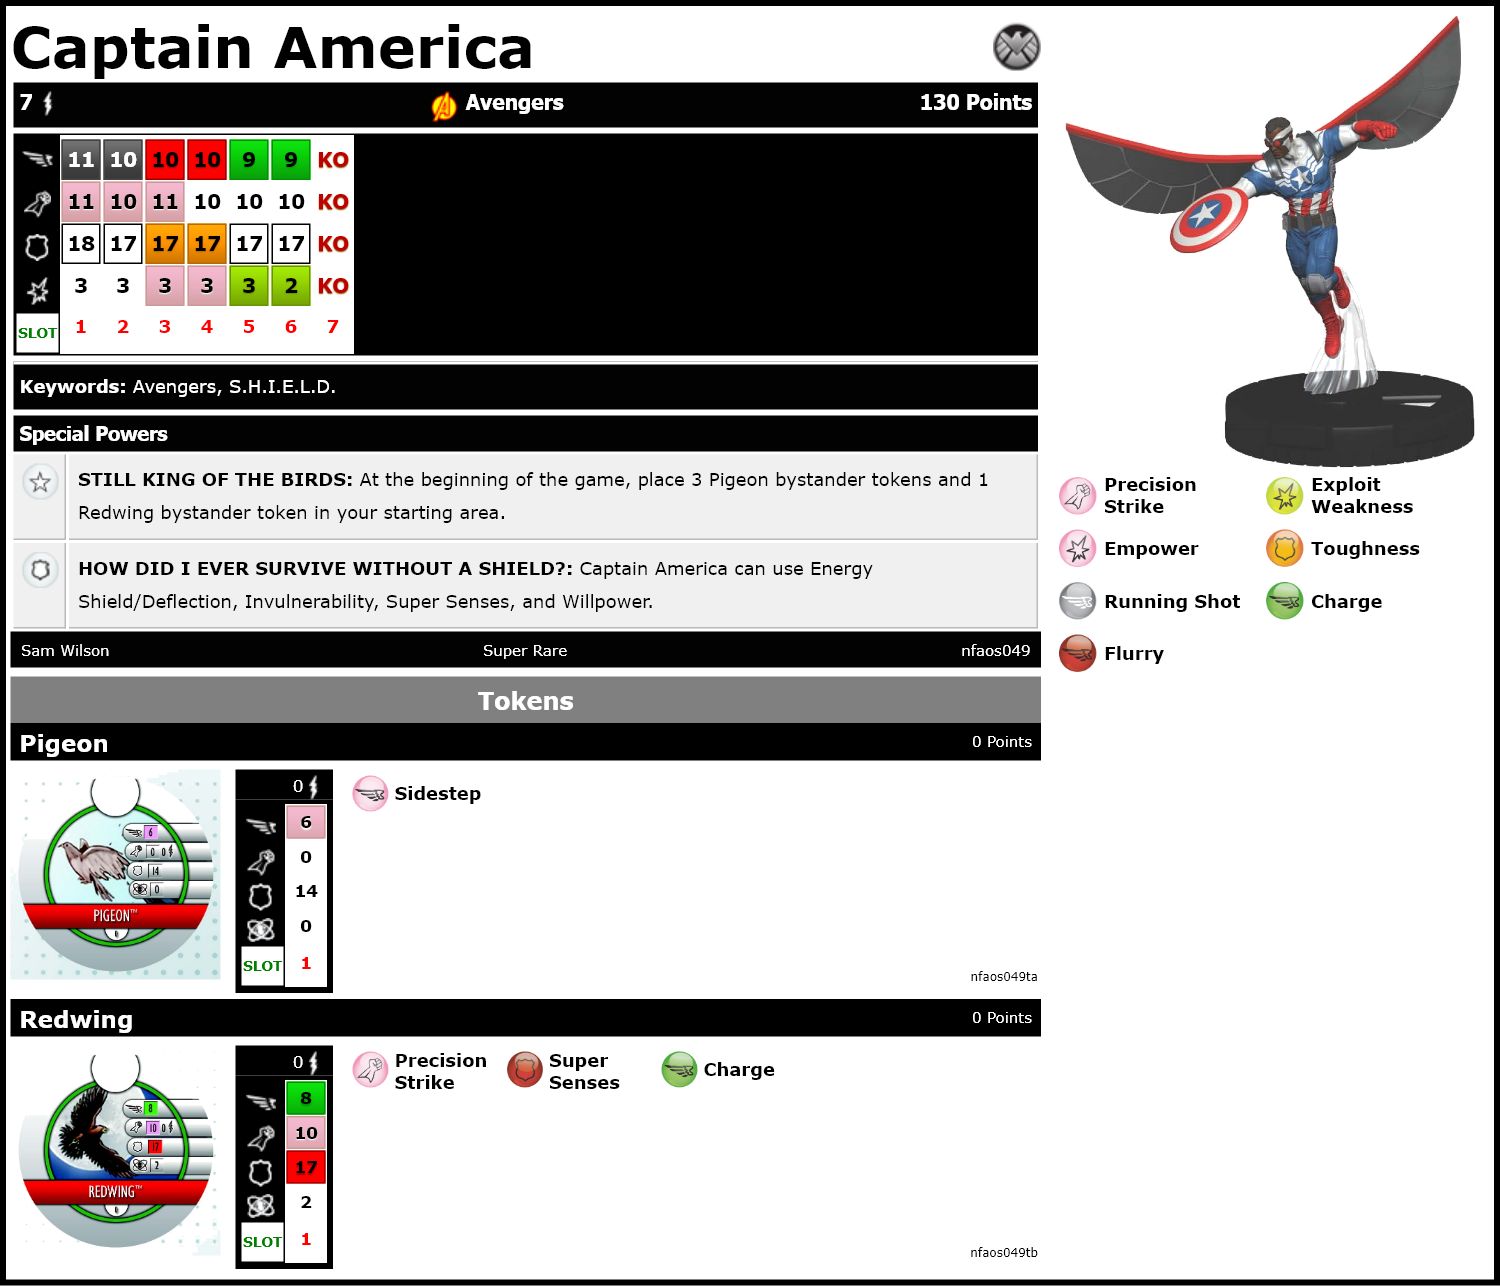 Captain America
7 Avengers 130 Points
11 10 10 10 9 9 KO
11 10 11 10 10 10 KO
18 17 17 17 17 17 KO
3 3 3 3 3 2 KO
SLOT 1 2 3 4 5 6 7
Keywords: Avengers, S.H.I.E.L.D.
Special Powers
STILL KING OF THE BIRDS: At the beginning of the game, place 3 Pigeon bystander tokens and 1
Redwing bystander token in your starting area.
HOW DID I EVER SURVIVE WITHOUT A SHIELD?: Captain America can use Energy
Shield/Deflection, Invulnerability, Super Senses, and Willpower.
Sam Wilson Super Rare nfaos049
Precision
Strike
Exploit
Weakness
Empower
Toughness
Running Shot
Charge
Flurry
Tokens
Pigeon 0 Points
6
0 0
14
0
PIGEON™
0
0
6
0
14
0
SLOT 1
Sidestep
nfaos049ta
Redwing 0 Points
8
10 0
17
2
REDWING™
0
0
8
10
17
2
SLOT 1
Precision
Strike
Super
Senses
Charge
nfaos049tb